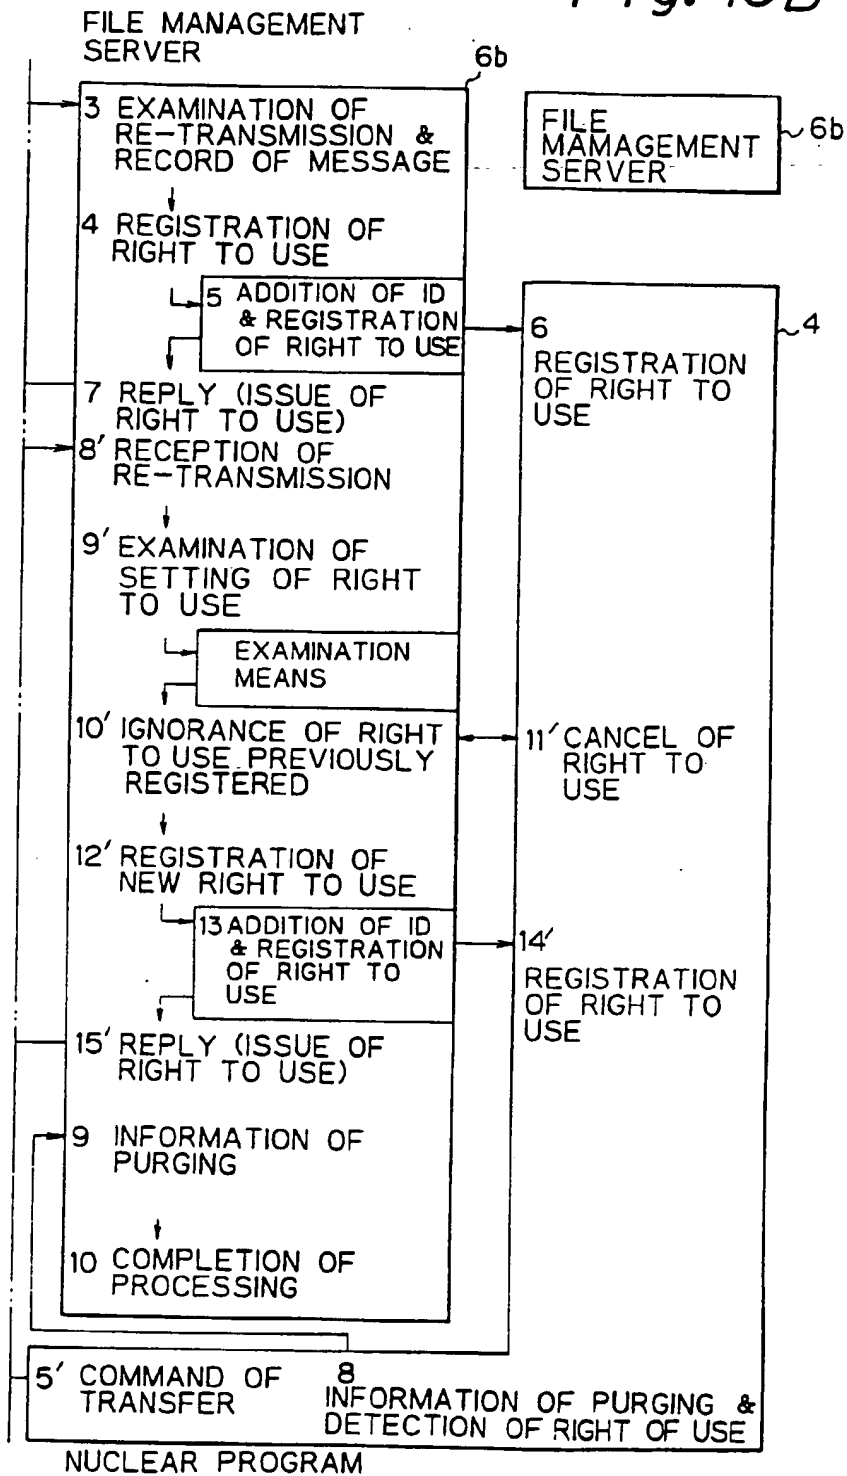 Fig. 10B
FILE MANAGEMENT
SERVER
6b
3 EXAMINATION OF
RE-TRANSMISSION &
RECORD OF MESSAGE
FILE
MAMAGEMENT
SERVER
6b
4 REGISTRATION OF
RIGHT TO USE
5 ADDITION OF ID
& REGISTRATION
OF RIGHT TO USE
6
REGISTRATION
OF RIGHT TO
USE
4
7 REPLY (ISSUE OF
RIGHT TO USE)
8' RECEPTION OF
RE-TRANSMISSION
9' EXAMINATION OF
SETTING OF RIGHT
TO USE
EXAMINATION
MEANS
10' IGNORANCE OF RIGHT
TO USE PREVIOUSLY
REGISTERED
11' CANCEL OF
RIGHT TO
USE
12' REGISTRATION OF
NEW RIGHT TO USE
13 ADDITION OF ID
& REGISTRATION
OF RIGHT TO
USE
14'
REGISTRATION
OF RIGHT TO
USE
15' REPLY (ISSUE OF
RIGHT TO USE)
9 INFORMATION OF
PURGING
10 COMPLETION OF
PROCESSING
5' COMMAND OF
TRANSFER
8
INFORMATION OF PURGING &
DETECTION OF RIGHT OF USE
NUCLEAR PROGRAM